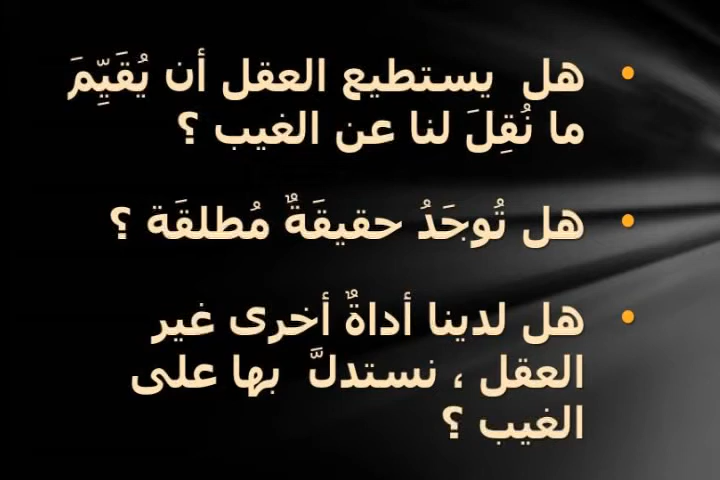 • هل يستطيع العقل أن يُقَيِّمَ
ما نُقِلَ لنا عن الغيب ؟
• هل تُوجَدُ حقيقَةٌ مُطلقَة ؟
• هل لدينا أداةٌ أخرى غير
العقل ، نستدلَّ بها على
الغيب ؟